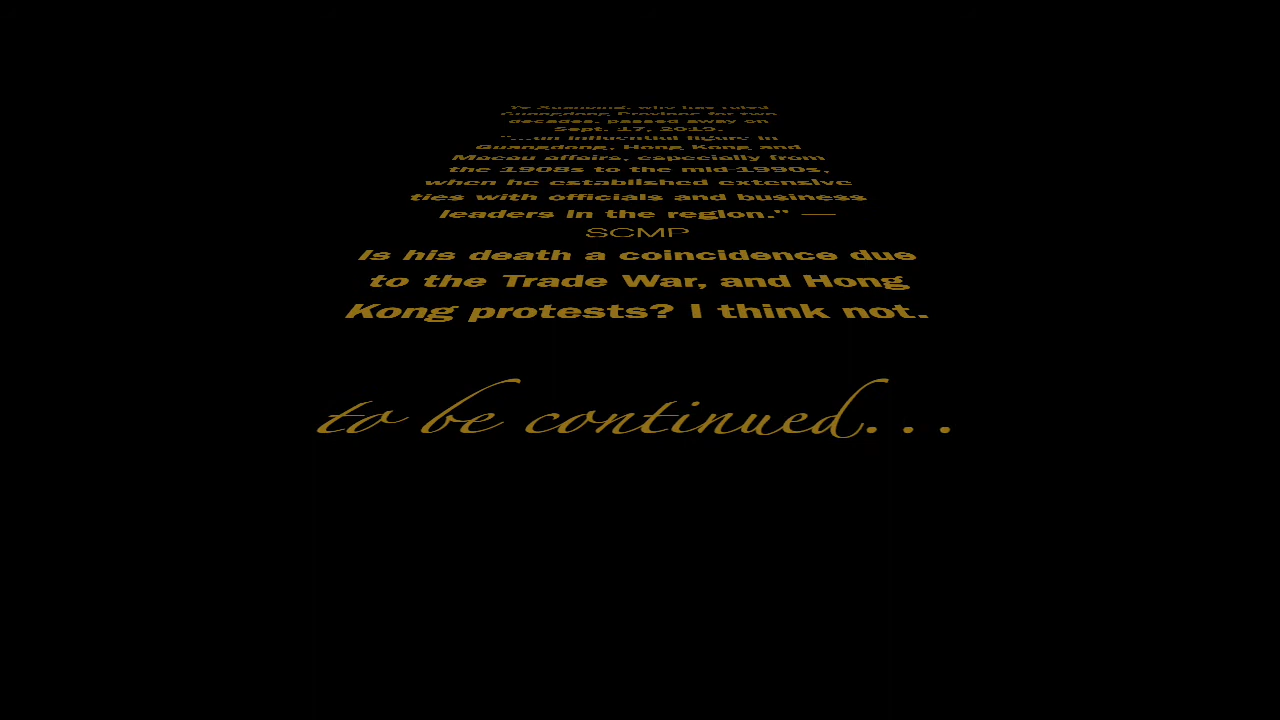 Ye Xuanning, who has ruled
Guangdong Province for two
decades, passed away on
Sept. 17, 2019.
"...an influential figure in
Guangdong, Hong Kong and
Macau affairs, especially from
the 1908s to the mid-1990s,
when he established extensive
ties with officials and business
leaders in the region." —
SCMP
Is his death a coincidence due
to the Trade War, and Hong
Kong protests? I think not.
to be continued...